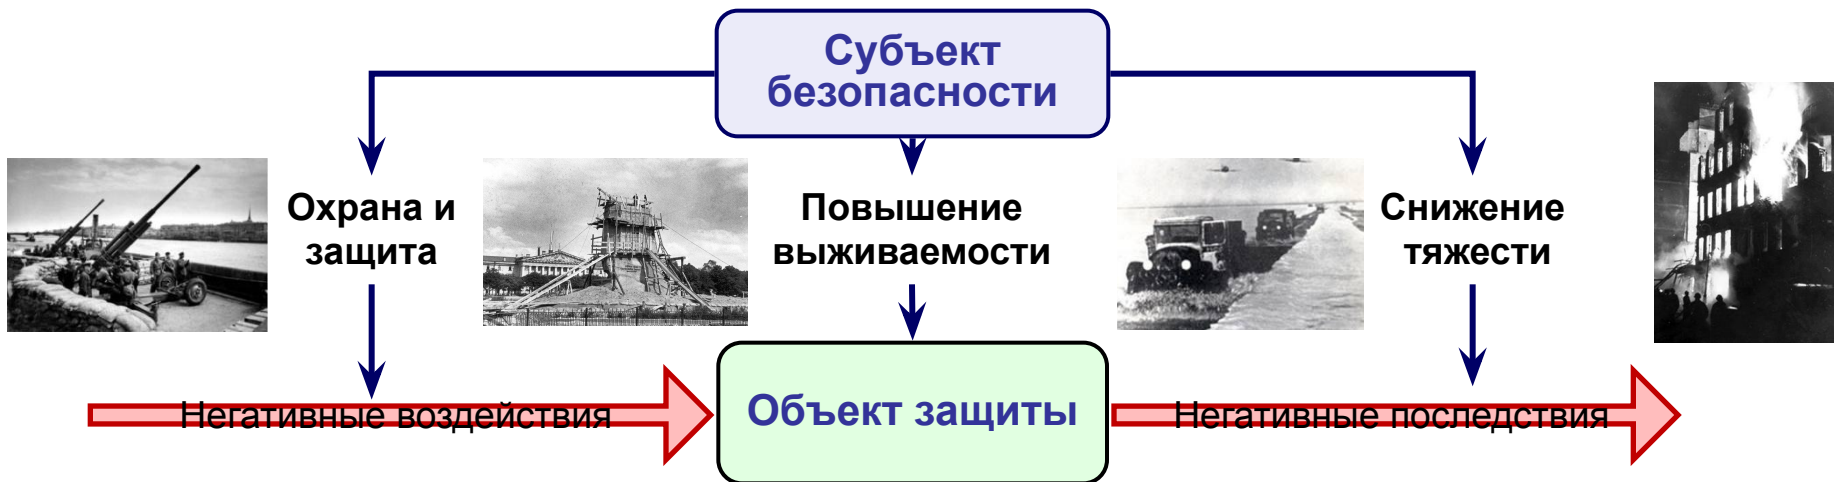 Субъект
безопасности
Охрана и
защита
Повышение
выживаемости
Снижение
тяжести
Негативные воздействия
Объект защиты
Негативные последствия